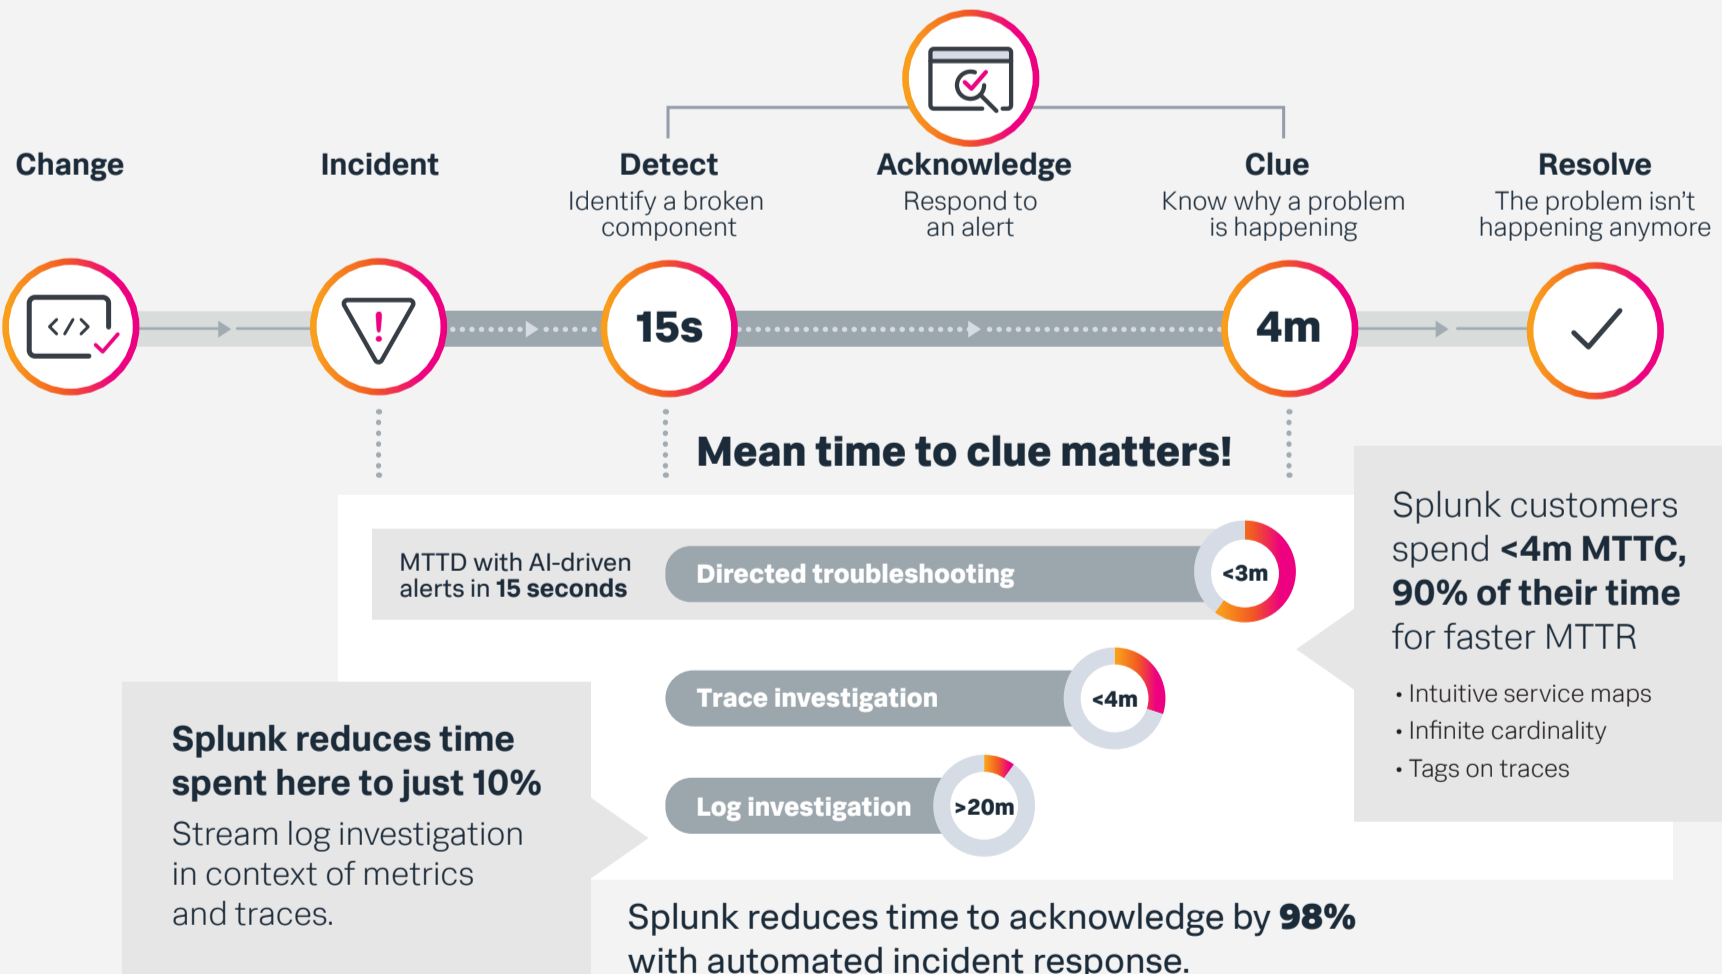 Change
Incident
Detect
Identify a broken
component
Acknowledge
Respond to
an alert
Clue
Know why a problem
is happening
Resolve
The problem isn't
happening anymore
</>
!
15s
4m
Mean time to clue matters!
MTTD with AI-driven
alerts in 15 seconds
Directed troubleshooting
<3m
Trace investigation
<4m
Log investigation
>20m
Splunk customers
spend <4m MTTC,
90% of their time
for faster MTTR
• Intuitive service maps
• Infinite cardinality
• Tags on traces
Splunk reduces time
spent here to just 10%
Stream log investigation
in context of metrics
and traces.
Splunk reduces time to acknowledge by 98%
with automated incident response.